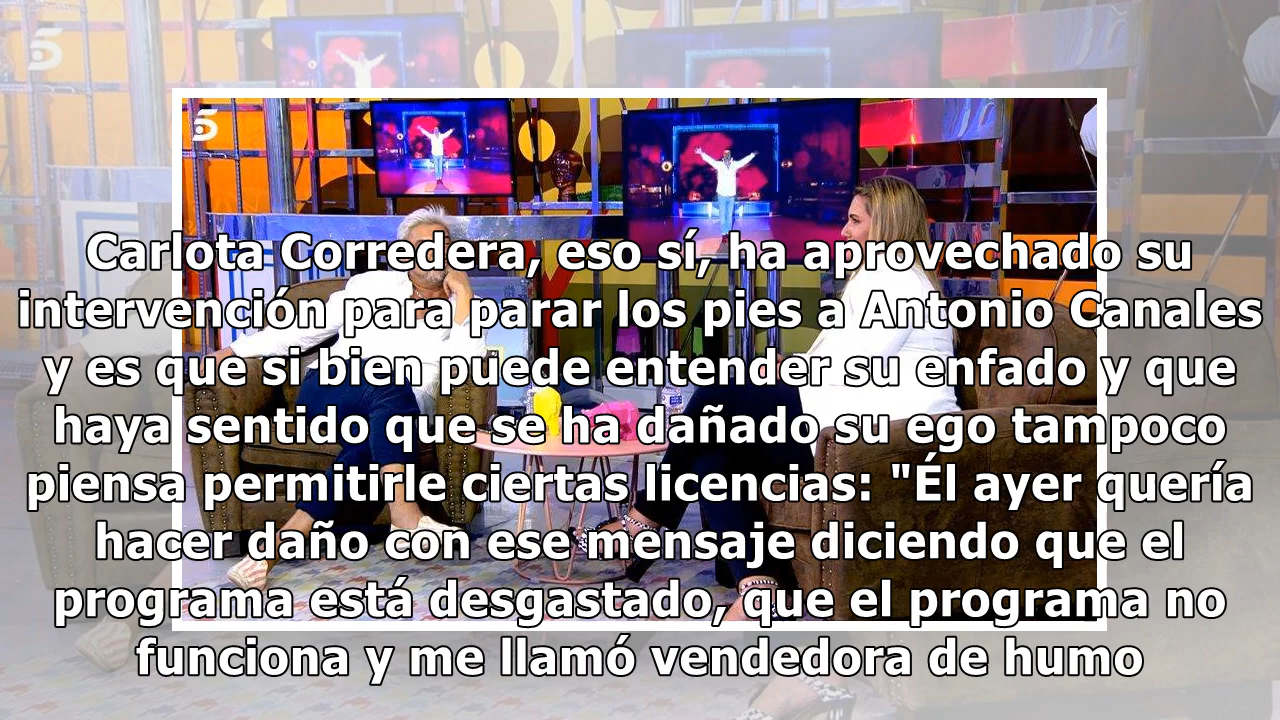 5
5
Carlota Corredera, eso sí, ha aprovechado su
intervención para parar los pies a Antonio Canales
y es que si bien puede entender su enfado y que
haya sentido que se ha dañado su ego tampoco
piensa permitirle ciertas licencias: "Él ayer quería
hacer daño con ese mensaje diciendo que el
programa está desgastado, que el programa no
funciona y me llamó vendedora de humo